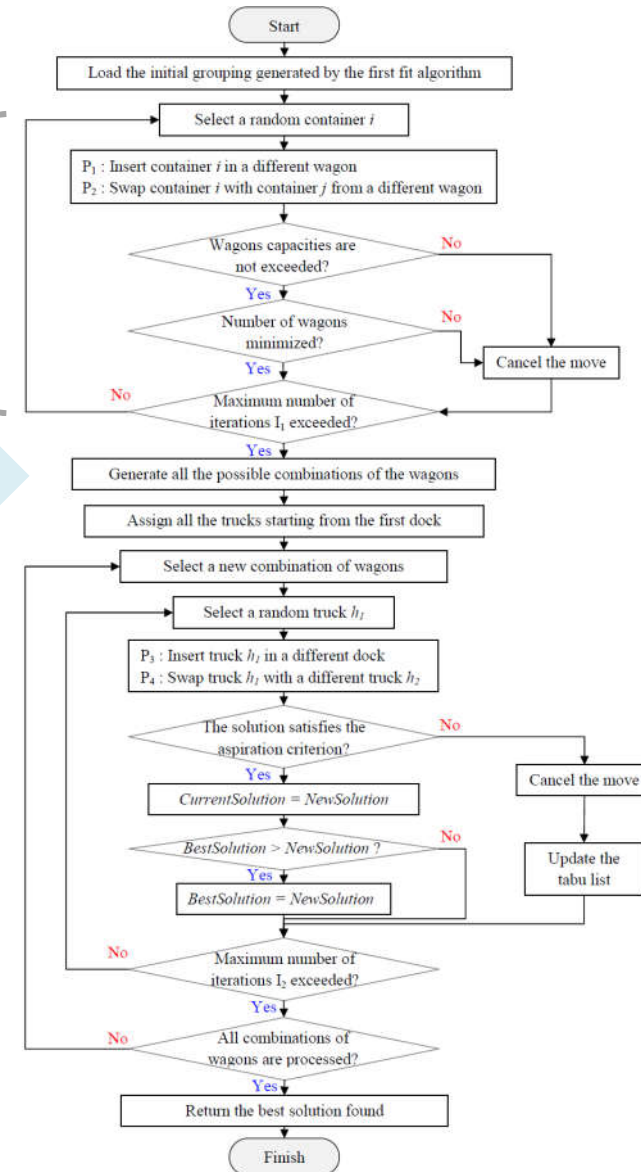 Start
Load the initial grouping generated by the first fit algorithm
Select a random container i
P₁ : Insert container i in a different wagon
P₂ : Swap container i with container j from a different wagon
Wagons capacities are
not exceeded?
No
Yes
Number of wagons
minimized?
No
Yes
Cancel the move
Maximum number of
iterations I₁ exceeded?
No
Yes
Generate all the possible combinations of the wagons
Assign all the trucks starting from the first dock
Select a new combination of wagons
Select a random truck h₁
P₃ : Insert truck h₁ in a different dock
P₄ : Swap truck h₁ with a different truck h₂
The solution satisfies the
aspiration criterion?
No
Yes
Cancel the move
CurrentSolution = NewSolution
BestSolution > NewSolution ?
No
Yes
Update the
tabu list
BestSolution = NewSolution
Maximum number of
iterations I₂ exceeded?
No
Yes
All combinations of
wagons are processed?
No
Yes
Return the best solution found
Finish